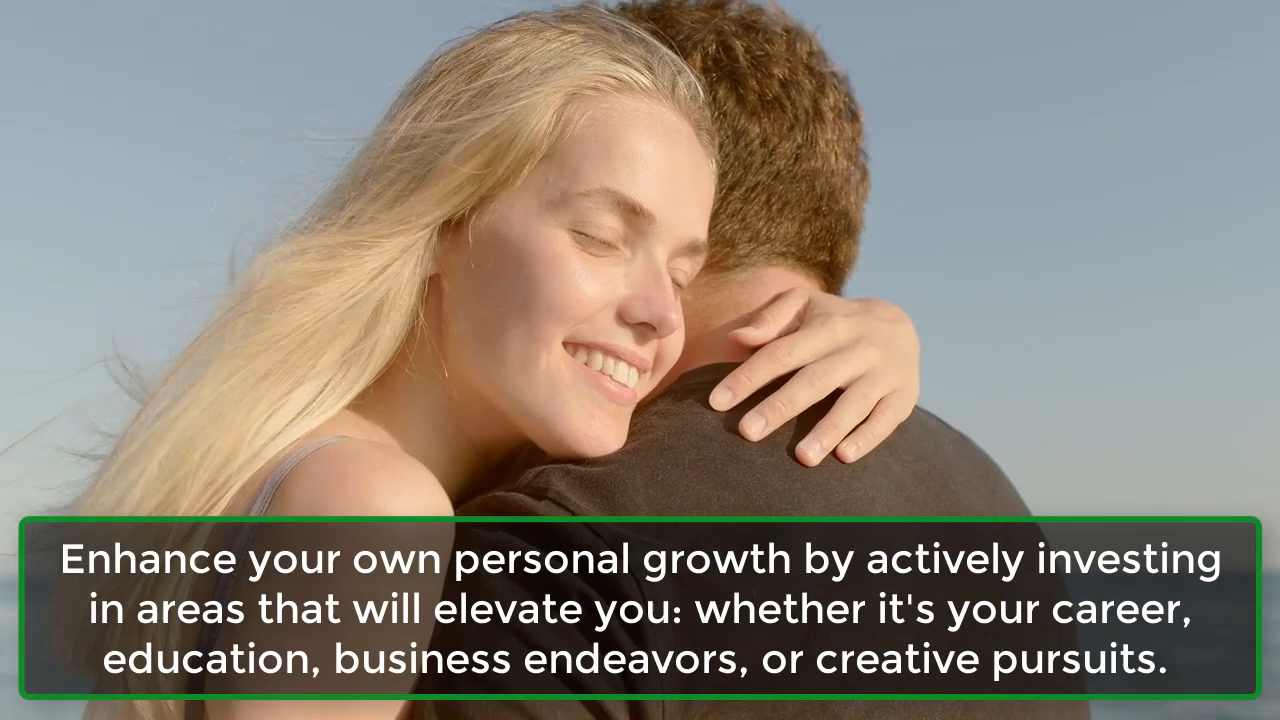 Enhance your own personal growth by actively investing
in areas that will elevate you: whether it's your career,
education, business endeavors, or creative pursuits.